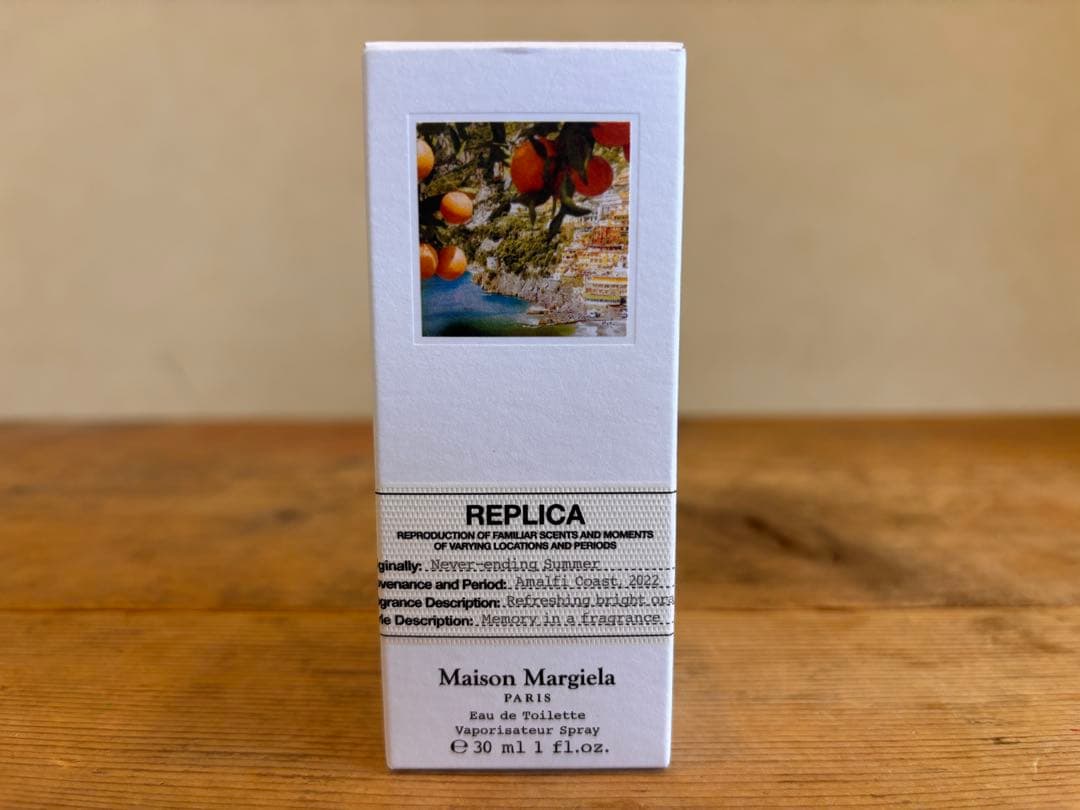 REPLICA
REPRODUCTION OF FAMILIAR SCENTS AND MOMENTS
OF VARYING LOCATIONS AND PERIODS
ginally: Never-ending Summer
venance and Period: Amalfi Coast, 2022
grance Description: Refreshing bright ora
le Description: Memory in a fragrance
Maison Margiela
PARIS
Eau de Toilette
Vaporisateur Spray
℮ 30 ml 1 fl.oz.